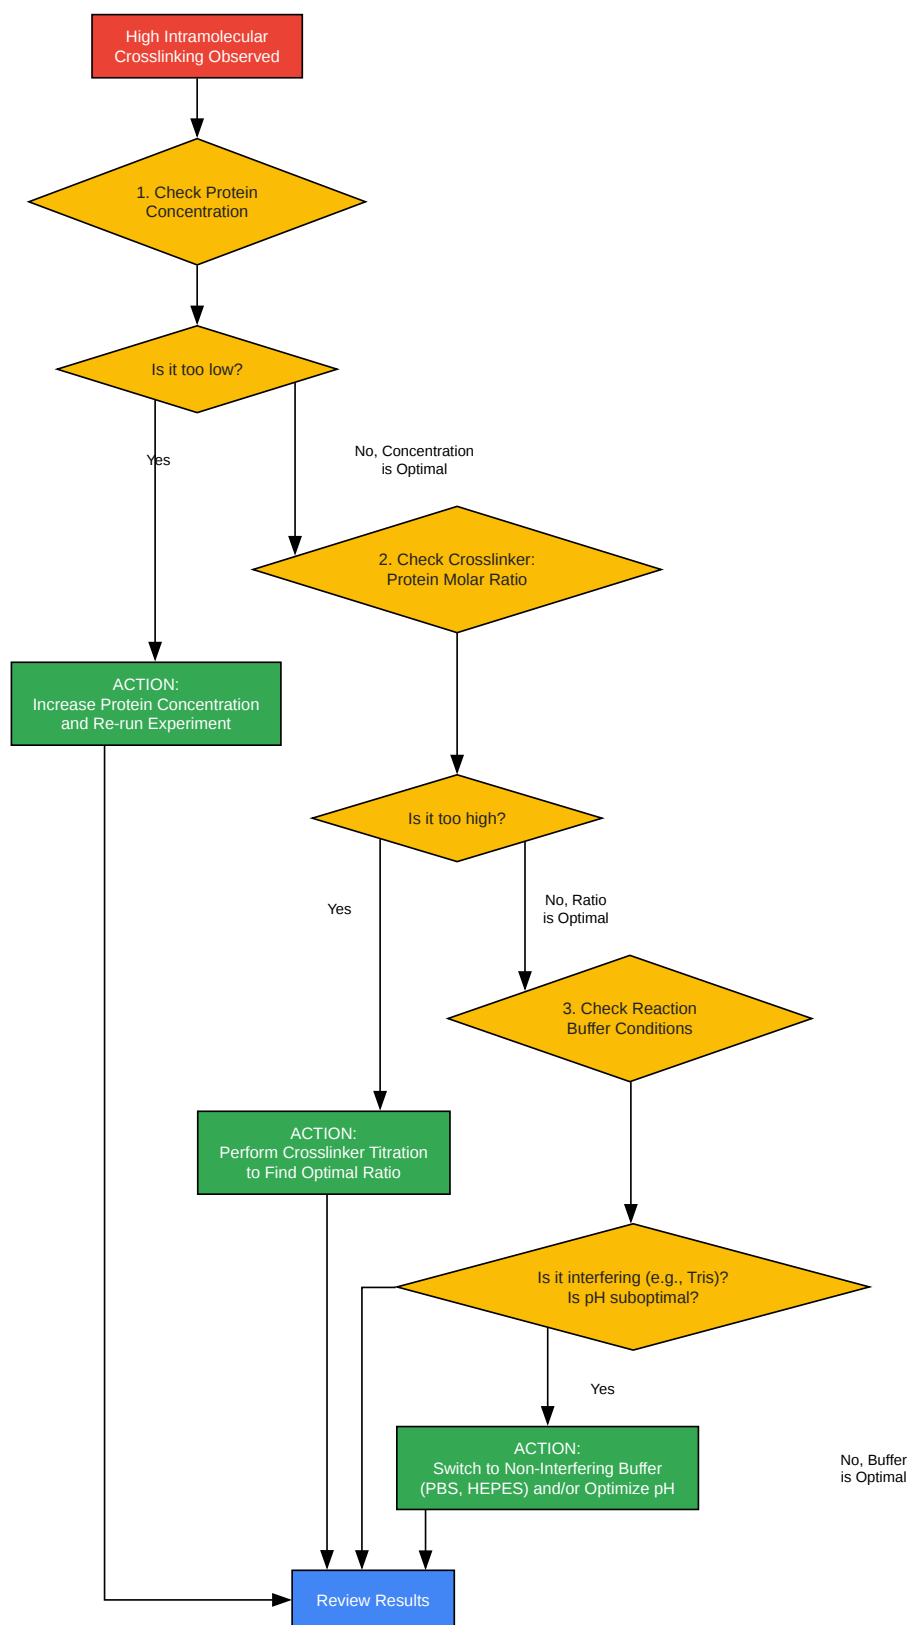 High Intramolecular
Crosslinking Observed
1. Check Protein
Concentration
Is it too low?
Yes
No, Concentration
is Optimal
2. Check Crosslinker:
Protein Molar Ratio
ACTION:
Increase Protein Concentration
and Re-run Experiment
Is it too high?
Yes
No, Ratio
is Optimal
3. Check Reaction
Buffer Conditions
ACTION:
Perform Crosslinker Titration
to Find Optimal Ratio
Is it interfering (e.g., Tris)?
Is pH suboptimal?
Yes
No, Buffer
is Optimal
ACTION:
Switch to Non-Interfering Buffer
(PBS, HEPES) and/or Optimize pH
Review Results